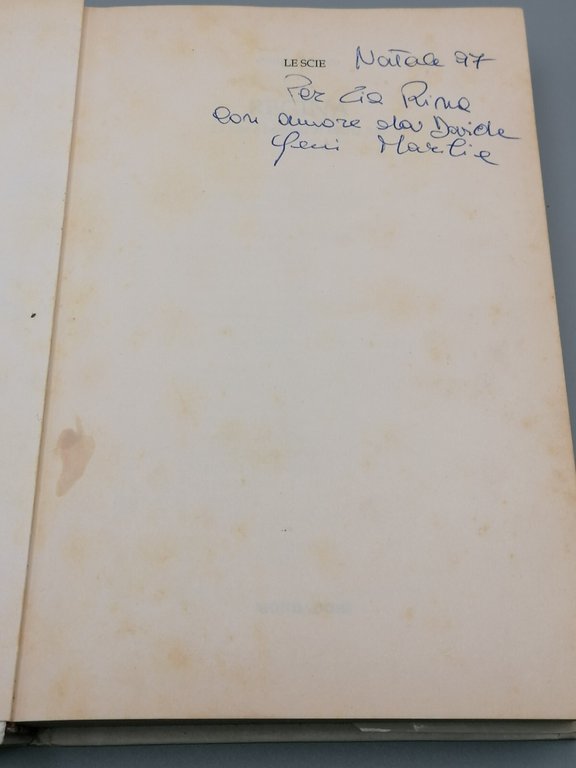 LE SCIE Natale 97
Per Zia Rina
con amore da Davide